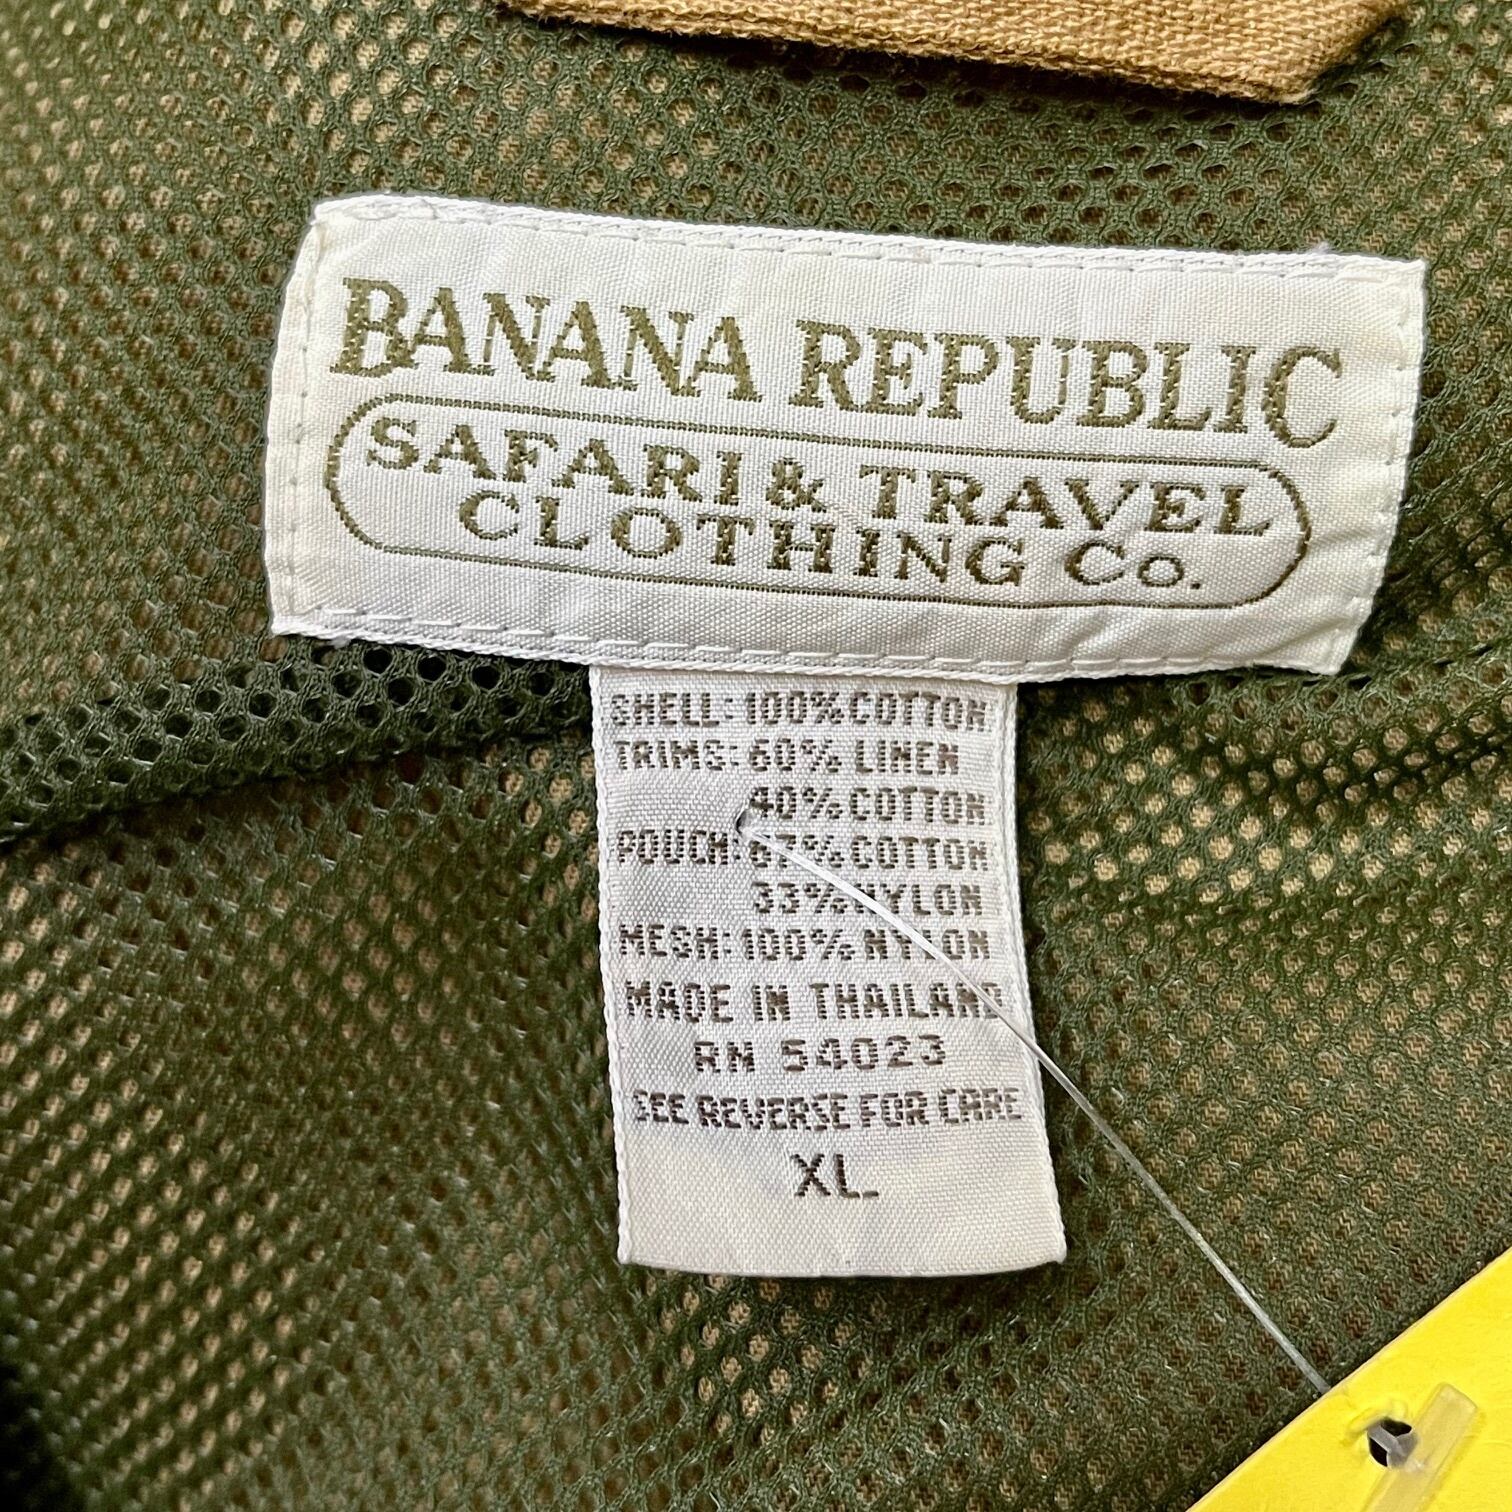 BANANA REPUBLIC
SAFARI & TRAVEL
CLOTHING CO.
SHELL: 100% COTTON
TRIMS: 60% LINEN
40% COTTON
POUCH: 67% COTTON
33% NYLON
MESH: 100% NYLON
MADE IN THAILAND
RN 54023
SEE REVERSE FOR CARE
XL